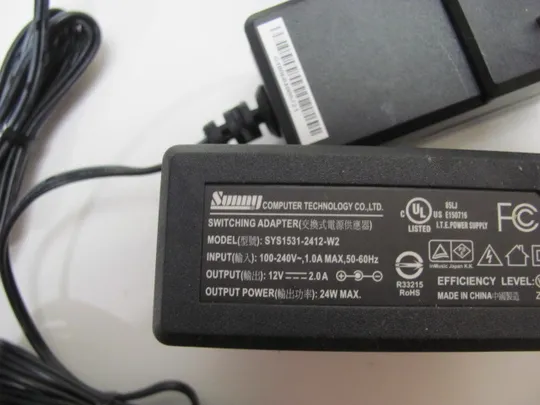 Sunny COMPUTER TECHNOLOGY CO.,LTD.
SWITCHING ADAPTER(交換式電源供應器)
MODEL(型號): SYS1531-2412-W2
INPUT(輸入): 100-240V~,1.0A MAX,50-60Hz
OUTPUT(輸出): 12V 2.0A
OUTPUT POWER(輸出功率): 24W MAX.
C UL US
LISTED
E150716
I.T.E.POWER SUPPLY
FC
R33215
RoHS
EFFICIENCY LEVEL:
MADE IN CHINA中國製造